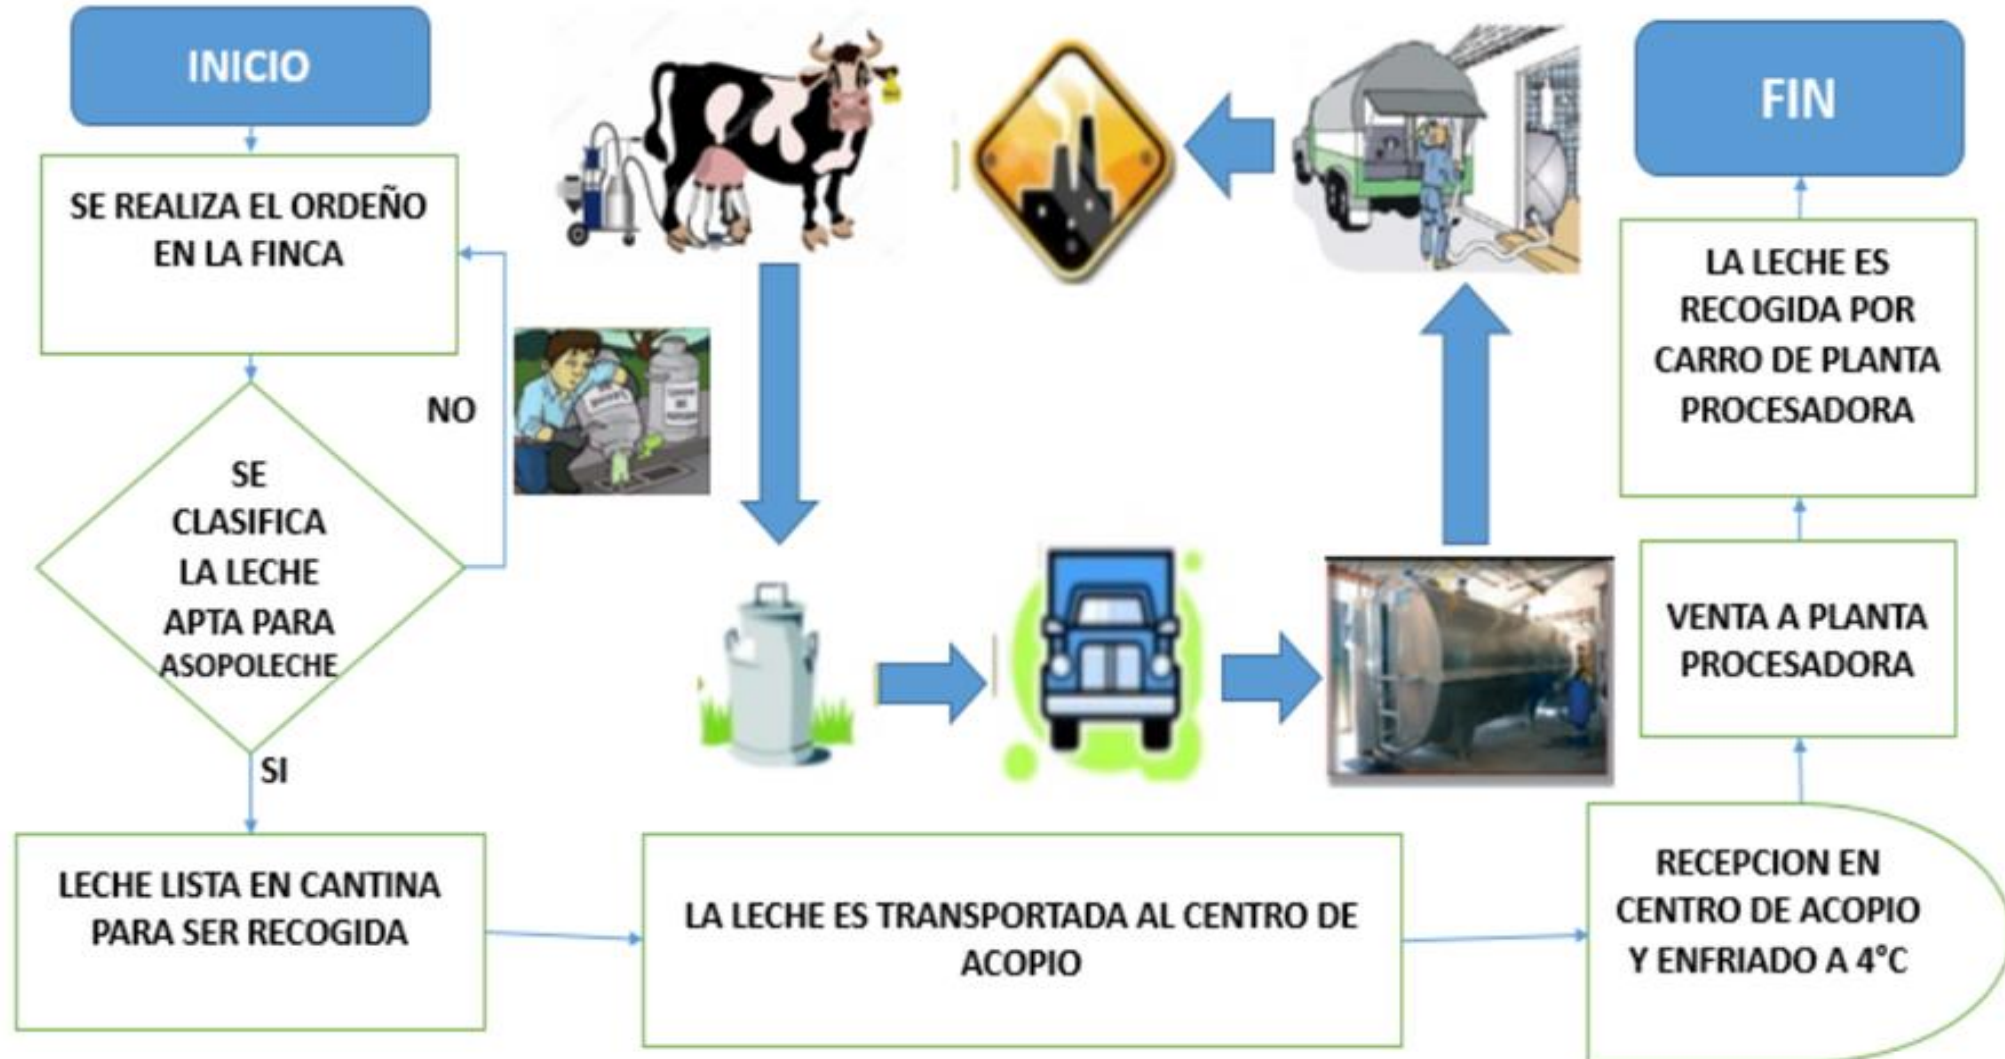 INICIO
SE REALIZA EL ORDEÑO
EN LA FINCA
NO
SE
CLASIFICA
LA LECHE
APTA PARA
ASOPOLECHE
SI
LECHE LISTA EN CANTINA
PARA SER RECOGIDA
LA LECHE ES TRANSPORTADA AL CENTRO DE
ACOPIO
RECEPCION EN
CENTRO DE ACOPIO
Y ENFRIADO A 4°C
VENTA A PLANTA
PROCESADORA
LA LECHE ES
RECOGIDA POR
CARRO DE PLANTA
PROCESADORA
FIN